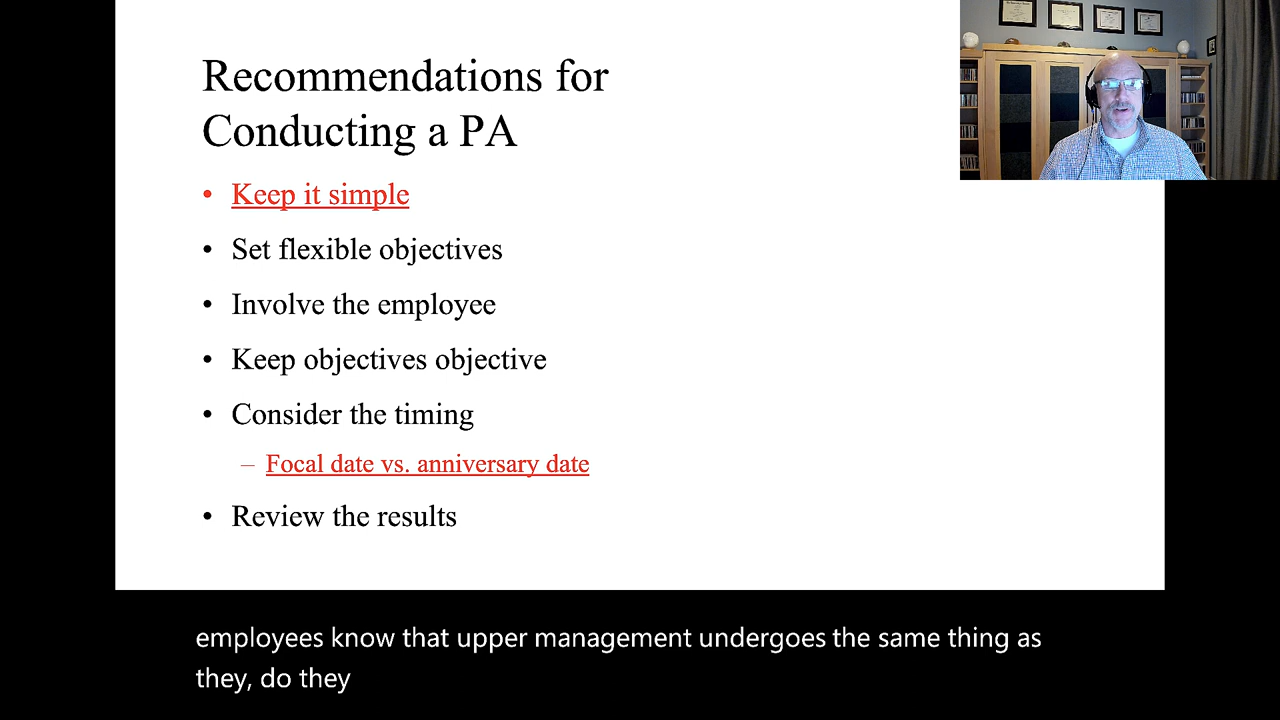 Recommendations for
Conducting a PA
• Keep it simple
• Set flexible objectives
• Involve the employee
• Keep objectives objective
• Consider the timing
– Focal date vs. anniversary date
• Review the results
employees know that upper management undergoes the same thing as
they, do they